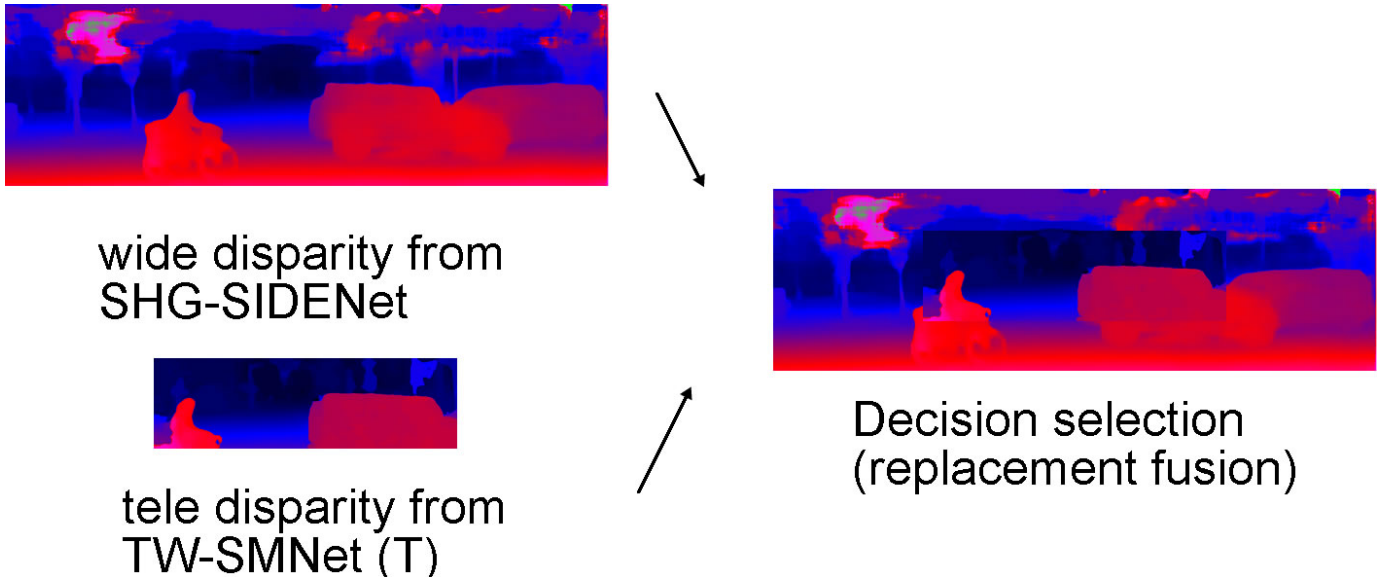 wide disparity from
SHG-SIDENet
tele disparity from
TW-SMNet (T)
Decision selection
(replacement fusion)